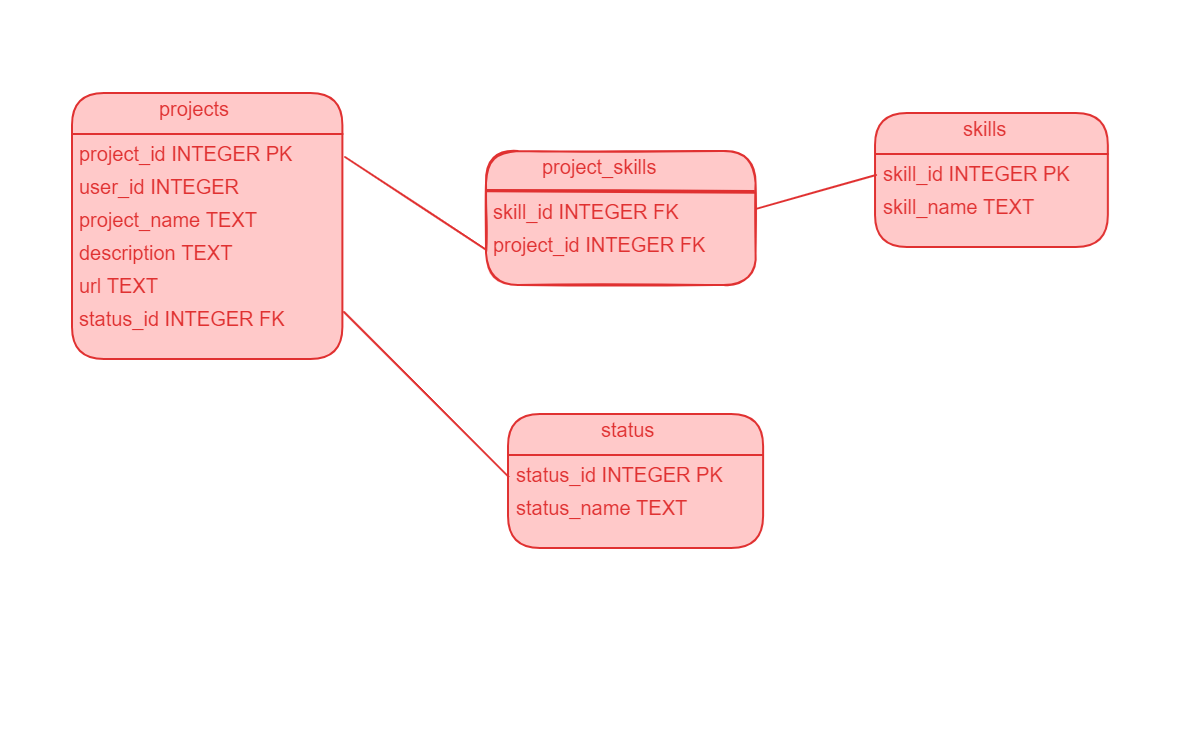 projects
project_id INTEGER PK
user_id INTEGER
project_name TEXT
description TEXT
url TEXT
status_id INTEGER FK
project_skills
skill_id INTEGER FK
project_id INTEGER FK
skills
skill_id INTEGER PK
skill_name TEXT
status
status_id INTEGER PK
status_name TEXT